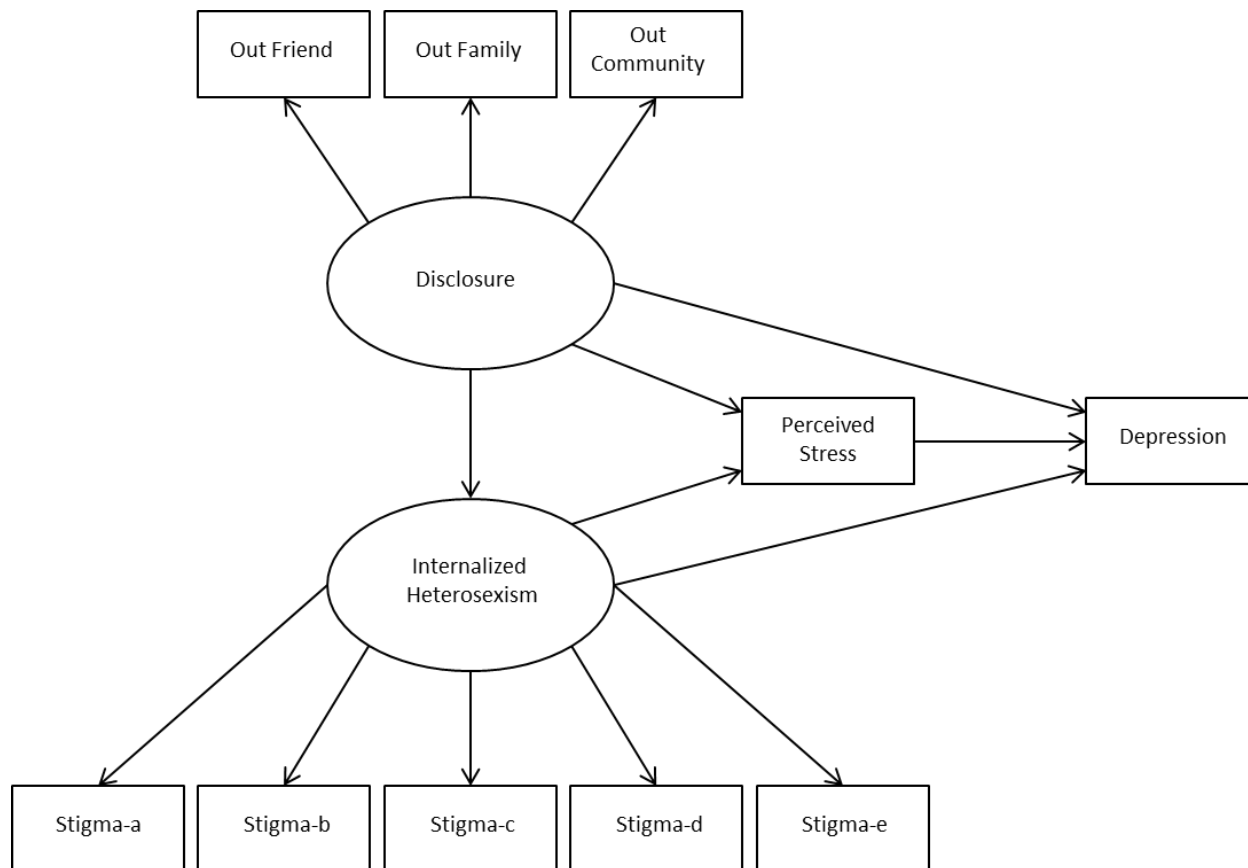 Out Friend
Out Family
Out
Community
Disclosure
Perceived
Stress
Depression
Internalized
Heterosexism
Stigma-a
Stigma-b
Stigma-c
Stigma-d
Stigma-e